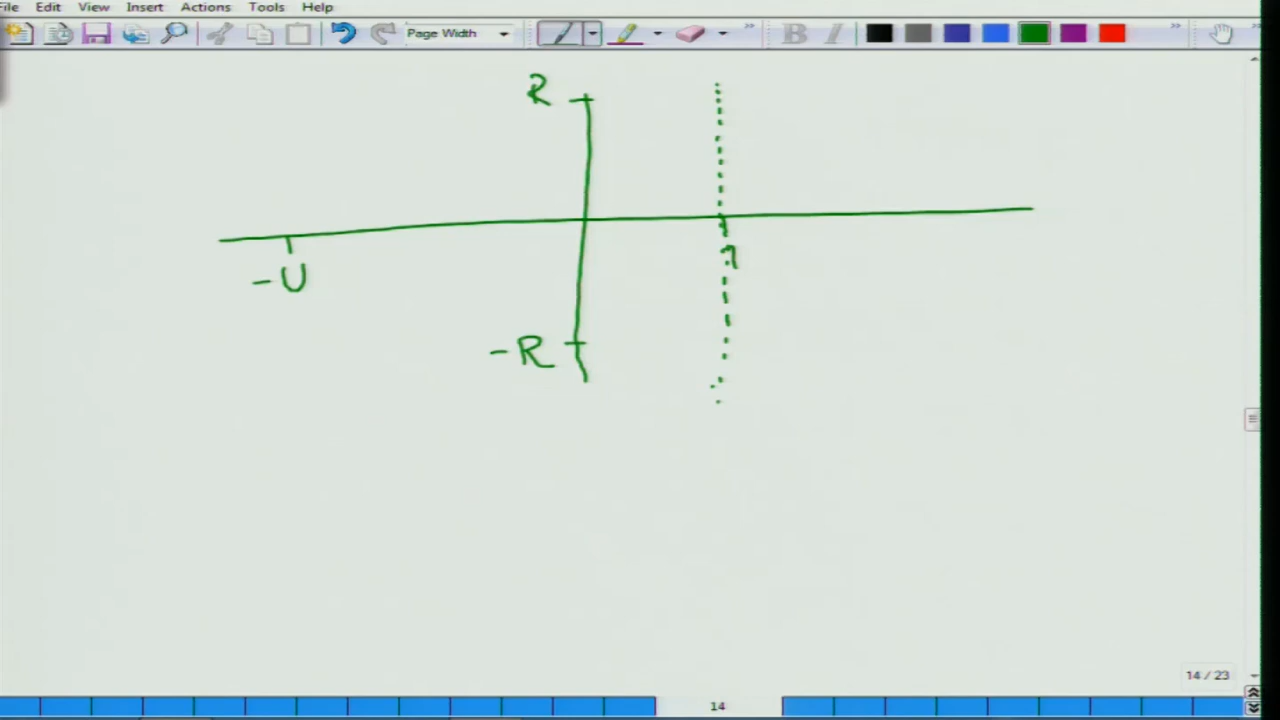 File Edit View Insert Actions Tools Help
Page Width B I
R
-U
1
-R
14 / 23
14